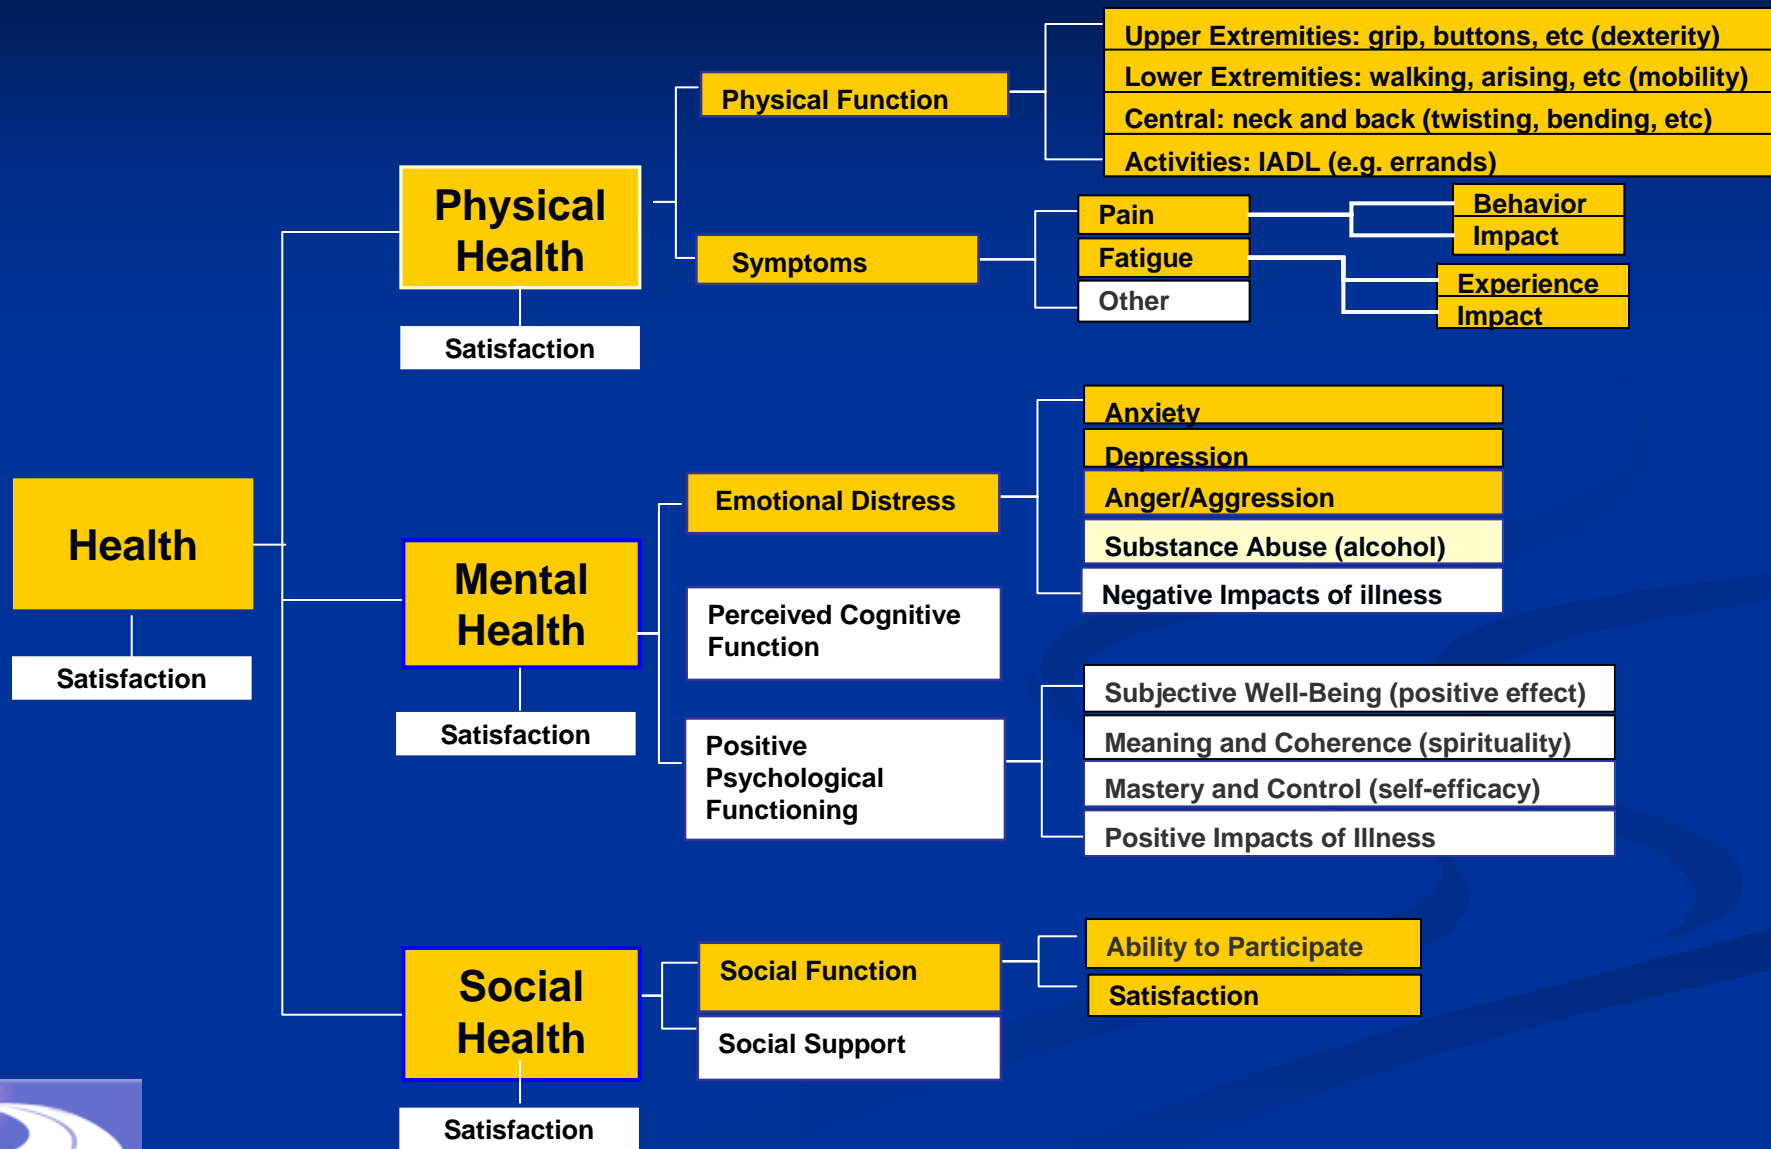 Health
Satisfaction
Physical
Health
Satisfaction
Physical Function
Upper Extremities: grip, buttons, etc (dexterity)
Lower Extremities: walking, arising, etc (mobility)
Central: neck and back (twisting, bending, etc)
Activities: IADL (e.g. errands)
Symptoms
Pain
Behavior
Impact
Fatigue
Experience
Impact
Other
Mental
Health
Satisfaction
Emotional Distress
Anxiety
Depression
Anger/Aggression
Substance Abuse (alcohol)
Negative Impacts of illness
Perceived Cognitive
Function
Positive
Psychological
Functioning
Subjective Well-Being (positive effect)
Meaning and Coherence (spirituality)
Mastery and Control (self-efficacy)
Positive Impacts of Illness
Social
Health
Satisfaction
Social Function
Ability to Participate
Satisfaction
Social Support